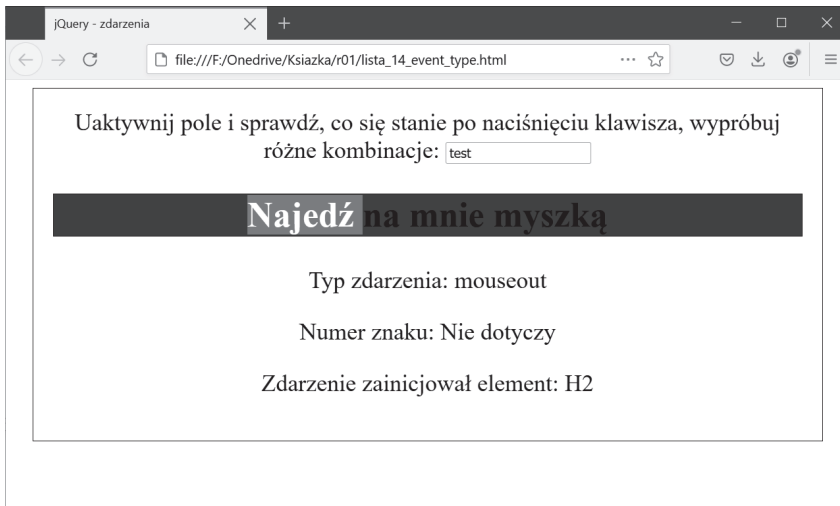 jQuery - zdarzenia
file:///F:/Onedrive/Ksiazka/r01/lista_14_event_type.html
Uaktywnij pole i sprawdź, co się stanie po naciśnięciu klawisza, wypróbuj
różne kombinacje: test
Najedź na mnie myszką
Typ zdarzenia: mouseout
Numer znaku: Nie dotyczy
Zdarzenie zainicjował element: H2